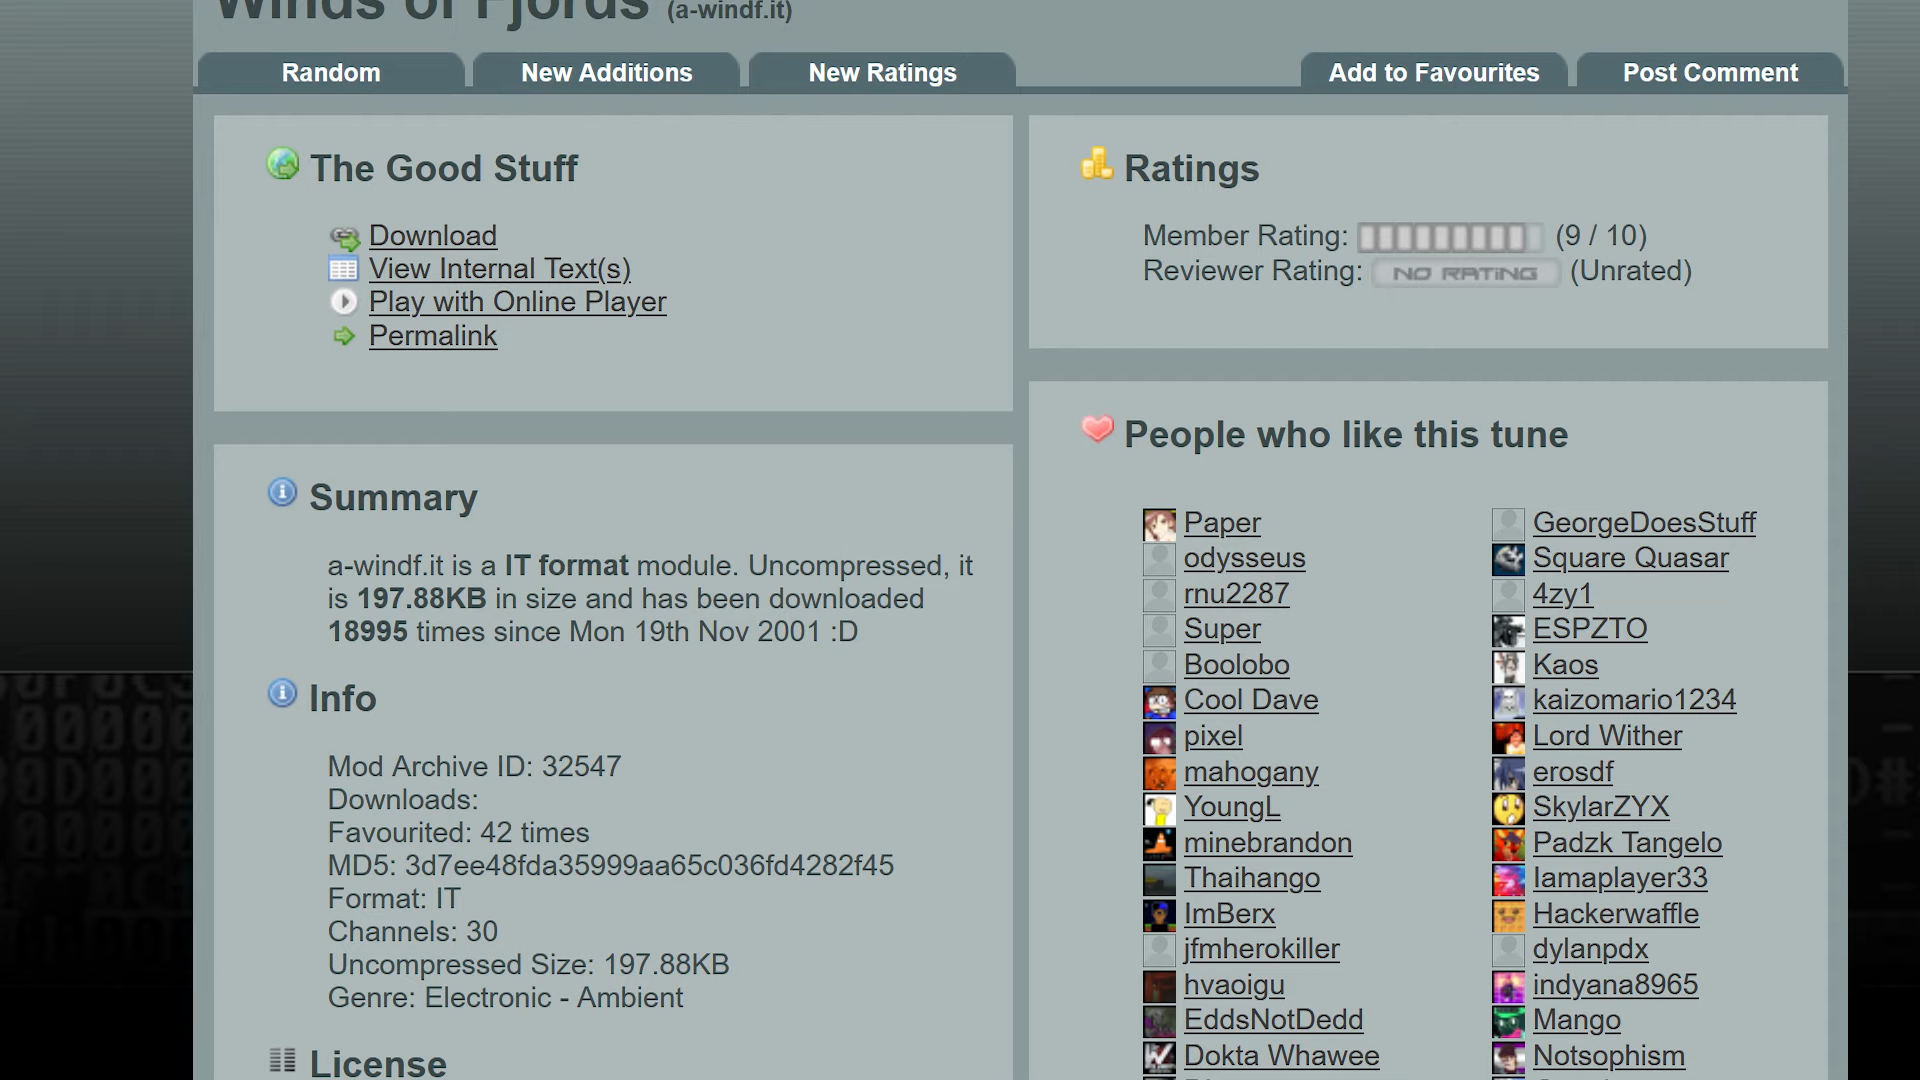 Winds of Fjords (a-windf.it)
Random
New Additions
New Ratings
Add to Favourites
Post Comment
The Good Stuff
Download
View Internal Text(s)
Play with Online Player
Permalink
Summary
a-windf.it is a IT format module. Uncompressed, it
is 197.88KB in size and has been downloaded
18995 times since Mon 19th Nov 2001 :D
Info
Mod Archive ID: 32547
Downloads:
Favourited: 42 times
MD5: 3d7ee48fda35999aa65c036fd4282f45
Format: IT
Channels: 30
Uncompressed Size: 197.88KB
Genre: Electronic - Ambient
License
Ratings
Member Rating: (9 / 10)
Reviewer Rating: NO RATING (Unrated)
People who like this tune
Paper
GeorgeDoesStuff
odysseus
Square Quasar
rnu2287
4zy1
Super
ESPZTO
Boolobo
Kaos
Cool Dave
kaizomario1234
pixel
Lord Wither
mahogany
erosdf
YoungL
SkylarZYX
minebrandon
Padzk Tangelo
Thaihango
Iamaplayer33
ImBerx
Hackerwaffle
jfmherokiller
dylanpdx
hvaoigu
indyana8965
EddsNotDedd
Mango
Dokta Whawee
Notsophism